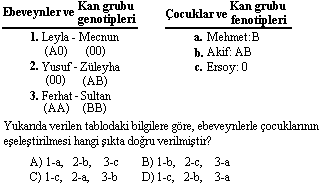 Ebeveynler ve Kan grubu genotipleri
1. Leyla - Mecnun
(A0) (00)
2. Yusuf - Züleyha
(00) (AB)
3. Ferhat - Sultan
(AA) (BB)
Çocuklar ve Kan grubu fenotipleri
a. Mehmet: B
b. Akif: AB
c. Ersoy: 0
Yukarıda verilen tablodaki bilgilere göre, ebeveynlerle çocuklarının
eşeleştirilmesi hangi şıkta doğru verilmiştir?
A) 1-a, 2-b, 3-c B) 1-b, 2-c, 3-a
C) 1-c, 2-a, 3-b D) 1-c, 2-b, 3-a